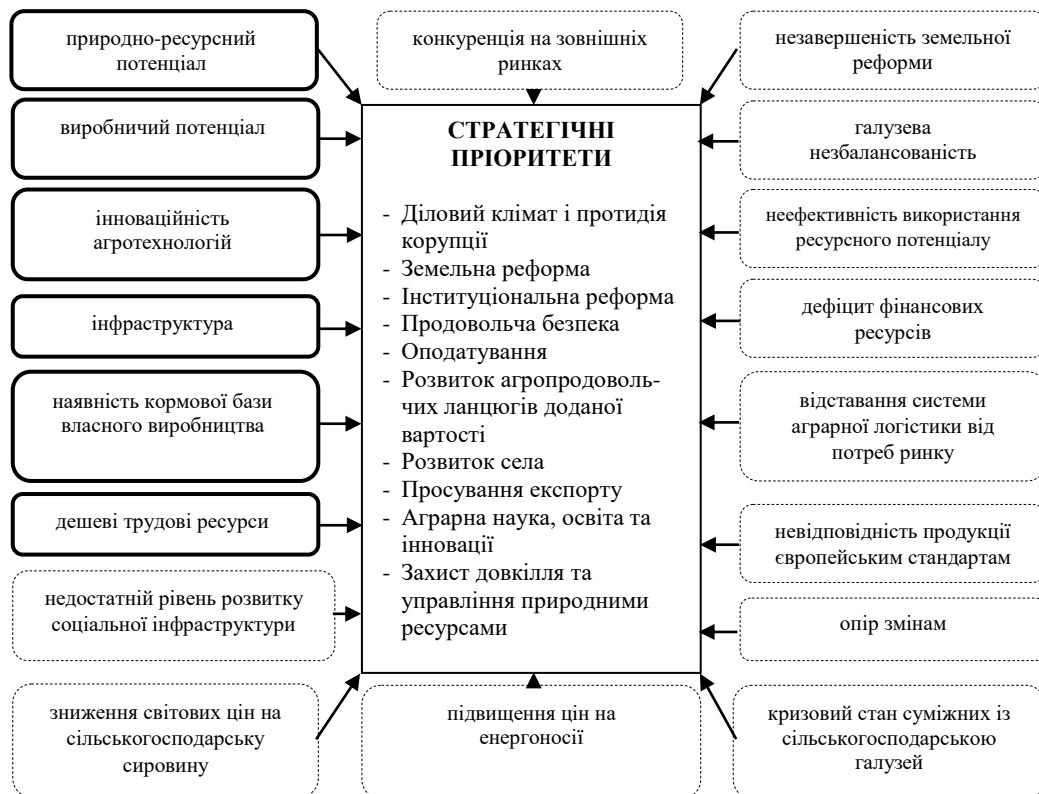 природно-ресурсний
потенціал
конкуренція на зовнішніх
ринках
незавершеність земельної
реформи
виробничий потенціал
інноваційність
агротехнологій
інфраструктура
наявність кормової бази
власного виробництва
дешеві трудові ресурси
недостатній рівень розвитку
соціальної інфраструктури
СТРАТЕГІЧНІ
ПРІОРИТЕТИ
- Діловий клімат і протидія
корупції
- Земельна реформа
- Інституціональна реформа
- Продовольча безпека
- Оподатування
- Розвиток агропродоволь-
чих ланцюгів доданої
вартості
- Розвиток села
- Просування експорту
- Аграрна наука, освіта та
інновації
- Захист довкілля та
управління природними
ресурсами
галузева
незбалансованість
неефективність використання
ресурсного потенціалу
дефіцит фінансових
ресурсів
відставання системи
аграрної логістики від
потреб ринку
невідповідність продукції
європейським стандартам
опір змінам
зниження світових цін на
сільськогосподарську
сировину
підвищення цін на
енергоносії
кризовий стан суміжних із
сільськогосподарською
галузей